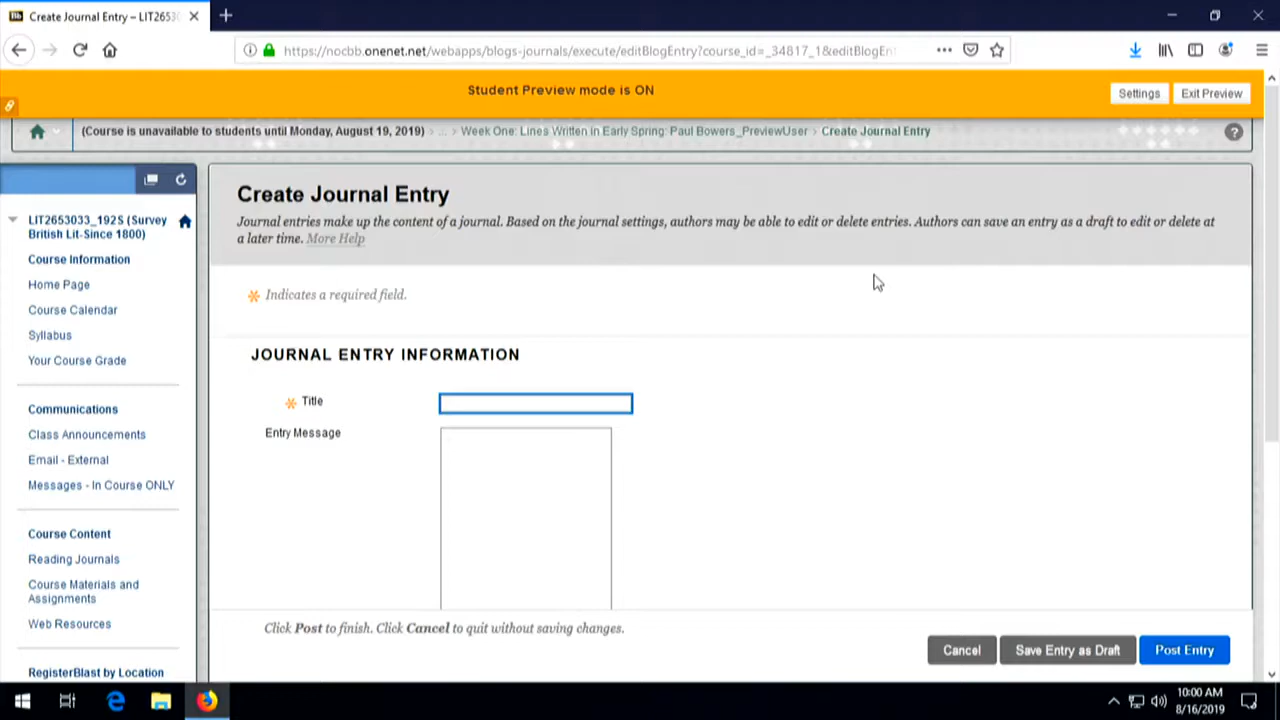 Bb Create Journal Entry – LIT2653
https://nocbb.onenet.net/webapps/blogs-journals/execute/editBlogEntry?course_id=_34817_1&editBlogEn
Student Preview mode is ON
Settings
Exit Preview
(Course is unavailable to students until Monday, August 19, 2019) › ... › Week One: Lines Written in Early Spring: Paul Bowers_PreviewUser › Create Journal Entry
?
LIT2653033_192S (Survey
British Lit-Since 1800)
Course Information
Home Page
Course Calendar
Syllabus
Your Course Grade
Communications
Class Announcements
Email - External
Messages - In Course ONLY
Course Content
Reading Journals
Course Materials and
Assignments
Web Resources
RegisterBlast by Location
Create Journal Entry
Journal entries make up the content of a journal. Based on the journal settings, authors may be able to edit or delete entries. Authors can save an entry as a draft to edit or delete at
a later time. More Help
Indicates a required field.
JOURNAL ENTRY INFORMATION
Title
Entry Message
Click Post to finish. Click Cancel to quit without saving changes.
Cancel
Save Entry as Draft
Post Entry
10:00 AM
8/16/2019